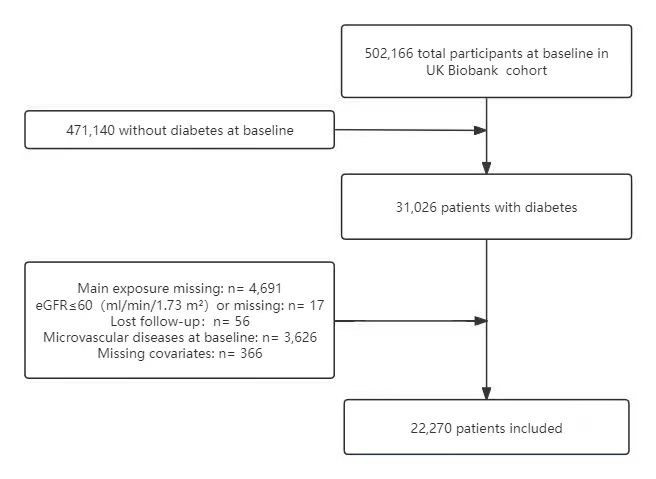 502,166 total participants at baseline in
UK Biobank cohort
471,140 without diabetes at baseline
31,026 patients with diabetes
Main exposure missing: n= 4,691
eGFR≤60（ml/min/1.73 m²）or missing: n= 17
Lost follow-up： n= 56
Microvascular diseases at baseline: n= 3,626
Missing covariates: n= 366
22,270 patients included